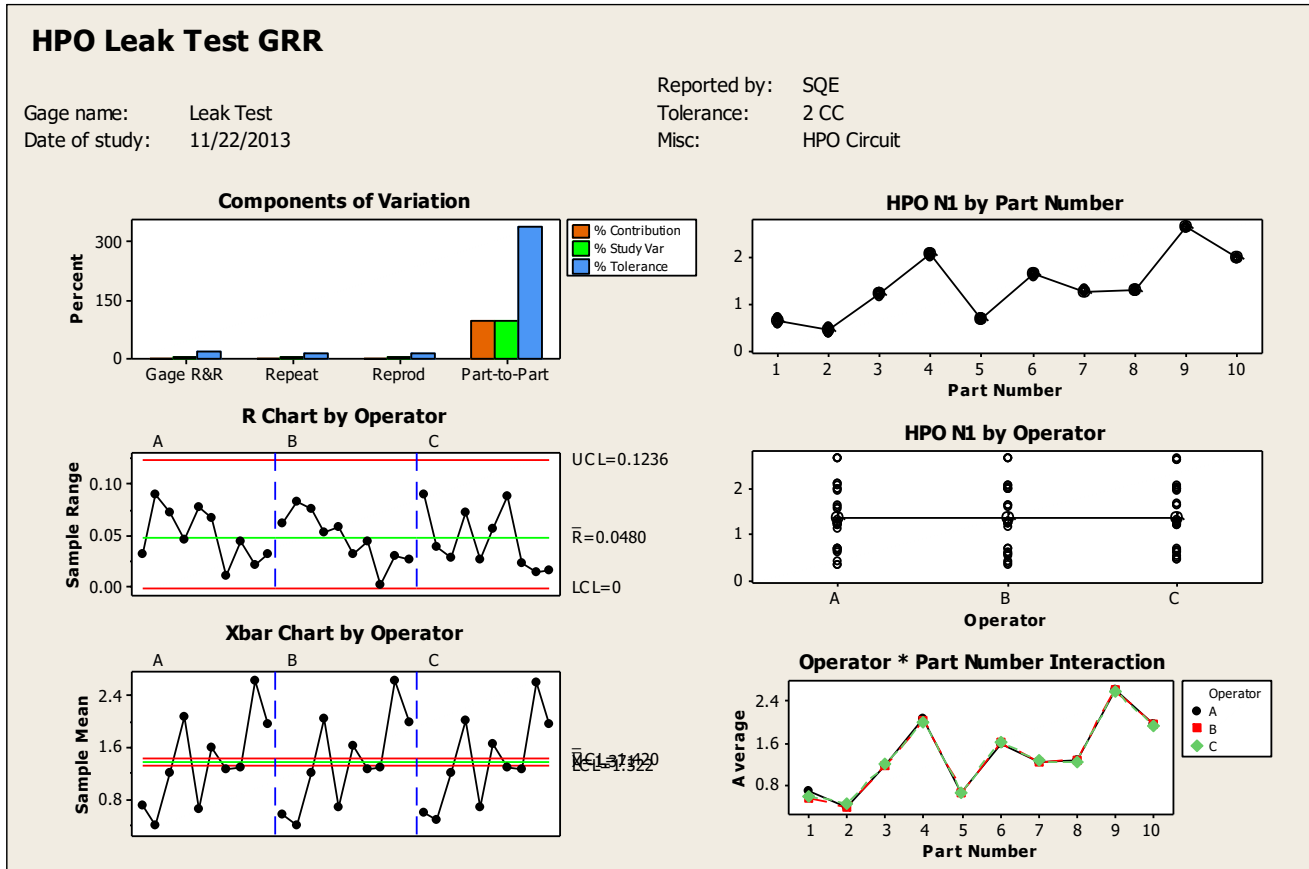 HPO Leak Test GRR
Gage name: Leak Test
Date of study: 11/22/2013
Reported by: SQE
Tolerance: 2 CC
Misc: HPO Circuit
Components of Variation
Percent
300
150
0
Gage R&R Repeat Reprod Part-to-Part
% Contribution
% Study Var
% Tolerance
R Chart by Operator
A B C
Sample Range
0.10
0.05
0.00
UCL=0.1236
R̄=0.0480
LCL=0
Xbar Chart by Operator
A B C
Sample Mean
2.4
1.6
0.8
UCL=1.420
LCL=1.322
HPO N1 by Part Number
2
1
0
1 2 3 4 5 6 7 8 9 10
Part Number
HPO N1 by Operator
2
1
0
A B C
Operator
Operator * Part Number Interaction
Average
2.4
1.6
0.8
1 2 3 4 5 6 7 8 9 10
Part Number
Operator
A
B
C